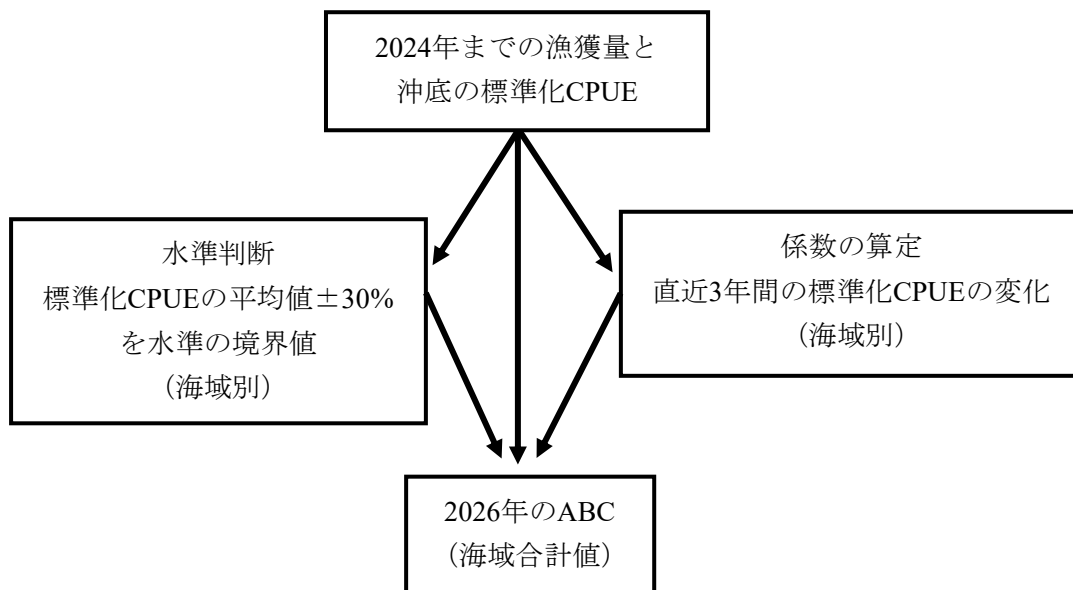 2024年までの漁獲量と
沖底の標準化CPUE
水準判断
標準化CPUEの平均値±30%
を水準の境界値
（海域別）
係数の算定
直近3年間の標準化CPUEの変化
（海域別）
2026年のABC
（海域合計値）